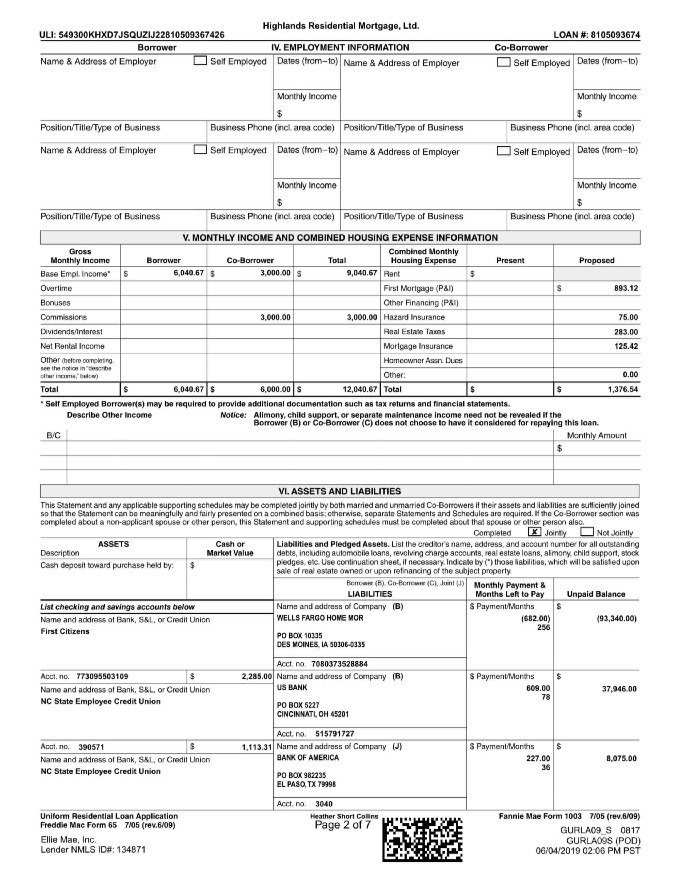 Highlands Residential Mortgage, Ltd.
ULI: 549300KHXD7JSQUZIJ22810509367426 LOAN #: 8105093674
Borrower IV. EMPLOYMENT INFORMATION Co-Borrower
Name & Address of Employer Self Employed Dates (from–to) Name & Address of Employer Self Employed Dates (from–to)
Monthly Income Monthly Income
$ $
Position/Title/Type of Business Business Phone (incl. area code) Position/Title/Type of Business Business Phone (incl. area code)
Name & Address of Employer Self Employed Dates (from–to) Name & Address of Employer Self Employed Dates (from–to)
Monthly Income Monthly Income
$ $
Position/Title/Type of Business Business Phone (incl. area code) Position/Title/Type of Business Business Phone (incl. area code)
V. MONTHLY INCOME AND COMBINED HOUSING EXPENSE INFORMATION
Gross Monthly Income Borrower Co-Borrower Total Combined Monthly Housing Expense Present Proposed
Base Empl. Income* $ 6,040.67 $ 3,000.00 $ 9,040.67 Rent $
Overtime First Mortgage (P&I) $ 893.12
Bonuses Other Financing (P&I)
Commissions 3,000.00 3,000.00 Hazard Insurance 75.00
Dividends/Interest Real Estate Taxes 283.00
Net Rental Income Mortgage Insurance 125.42
Other (before completing, Homeowner Assn. Dues
see the notice in "describe
other income," below) Other: 0.00
Total $ 6,040.67 $ 6,000.00 $ 12,040.67 Total $ $ 1,376.54
* Self Employed Borrower(s) may be required to provide additional documentation such as tax returns and financial statements.
Describe Other Income Notice: Alimony, child support, or separate maintenance income need not be revealed if the
Borrower (B) or Co-Borrower (C) does not choose to have it considered for repaying this loan.
B/C Monthly Amount
$
VI. ASSETS AND LIABILITIES
This Statement and any applicable supporting schedules may be completed jointly by both married and unmarried Co-Borrowers if their assets and liabilities are sufficiently joined
so that the Statement can be meaningfully and fairly presented on a combined basis; otherwise, separate Statements and Schedules are required. If the Co-Borrower section was
completed about a non-applicant spouse or other person, this Statement and supporting schedules must be completed about that spouse or other person also.
Completed X Jointly Not Jointly
ASSETS Cash or Market Value
Description
Cash deposit toward purchase held by: $
Liabilities and Pledged Assets. List the creditor's name, address, and account number for all outstanding
debts, including automobile loans, revolving charge accounts, real estate loans, alimony, child support, stock
pledges, etc. Use continuation sheet, if necessary. Indicate by (*) those liabilities, which will be satisfied upon
sale of real estate owned or upon refinancing of the subject property.
Borrower (B), Co-Borrower (C), Joint (J)
LIABILITIES Monthly Payment & Months Left to Pay Unpaid Balance
List checking and savings accounts below
Name and address of Bank, S&L, or Credit Union
First Citizens
Name and address of Company (B) $ Payment/Months $
WELLS FARGO HOME MOR (682.00) (93,340.00)
256
PO BOX 10335
DES MOINES, IA 50306-0335
Acct. no. 7080373528884
Acct. no. 773095503109 $ 2,285.00
Name and address of Bank, S&L, or Credit Union
NC State Employee Credit Union
Name and address of Company (B) $ Payment/Months $
US BANK 609.00 37,946.00
78
PO BOX 5227
CINCINNATI, OH 45201
Acct. no. 515791727
Acct. no. 390571 $ 1,113.31
Name and address of Bank, S&L, or Credit Union
NC State Employee Credit Union
Name and address of Company (J) $ Payment/Months $
BANK OF AMERICA 227.00 8,075.00
36
PO BOX 982235
EL PASO, TX 79998
Acct. no. 3040
Uniform Residential Loan Application Heather Short Collins Fannie Mae Form 1003 7/05 (rev.6/09)
Freddie Mac Form 65 7/05 (rev.6/09) Page 2 of 7
Ellie Mae, Inc. GURLA09_S 0817
Lender NMLS ID#: 134871 GURLA09S (POD)
06/04/2019 02:06 PM PST